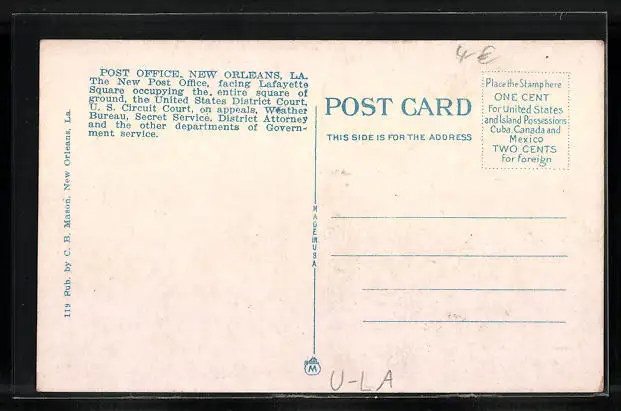 4€
POST OFFICE, NEW ORLEANS, LA.
The New Post Office, facing Lafayette
Square occupying the entire square of
ground, the United States District Court,
U. S. Circuit Court, on appeals, Weather
Bureau, Secret Service, District Attorney
and the other departments of Govern-
ment service.
119 Pub. by C. B. Mason, New Orleans, La.
POST CARD
THIS SIDE IS FOR THE ADDRESS
Place the Stamp here
ONE CENT
For United States
and Island Possessions
Cuba, Canada and
Mexico
TWO CENTS
for foreign
MADE IN USA
M
U-LA